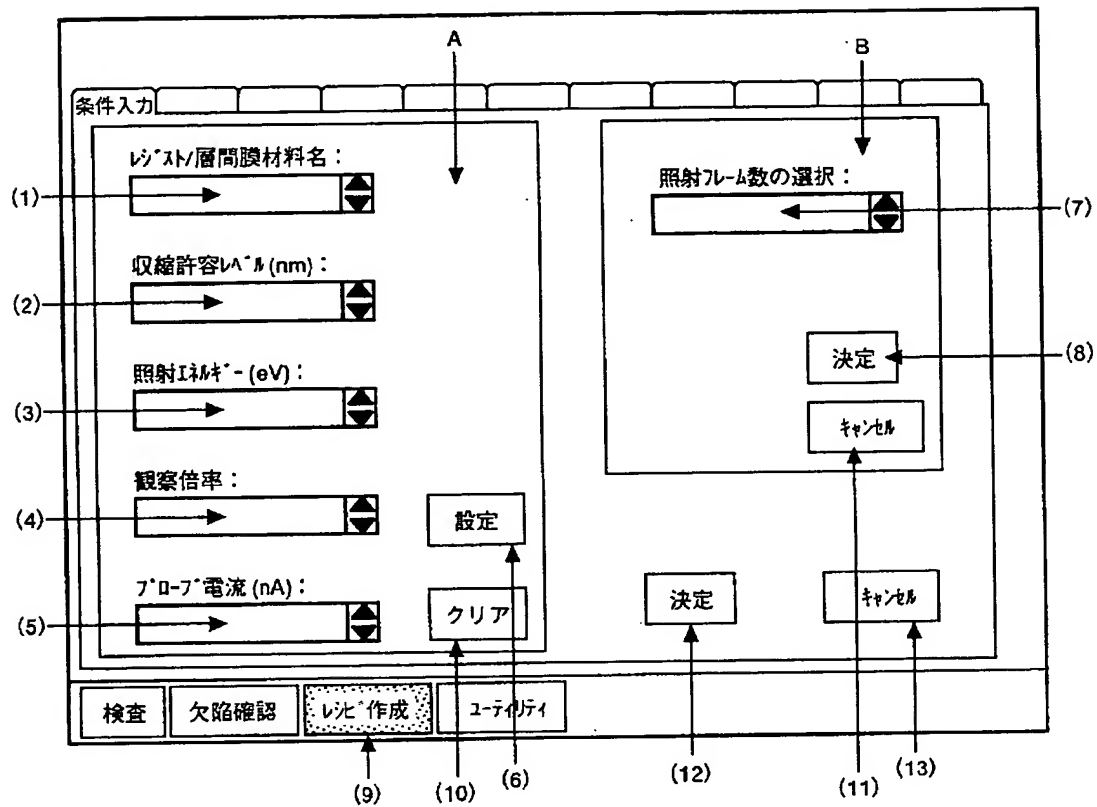 A
B
条件入力
レジスト/層間膜材料名：
(1)
収縮許容レベル(nm)：
(2)
照射エネルギー(eV)：
(3)
観察倍率：
(4)
プローブ電流(nA)：
(5)
設定
クリア
照射フレーム数の選択：
(7)
決定
(8)
キャンセル
決定
キャンセル
検査
欠陥確認
レシピ作成
ユーティリティ
(9)
(10)
(6)
(12)
(11)
(13)